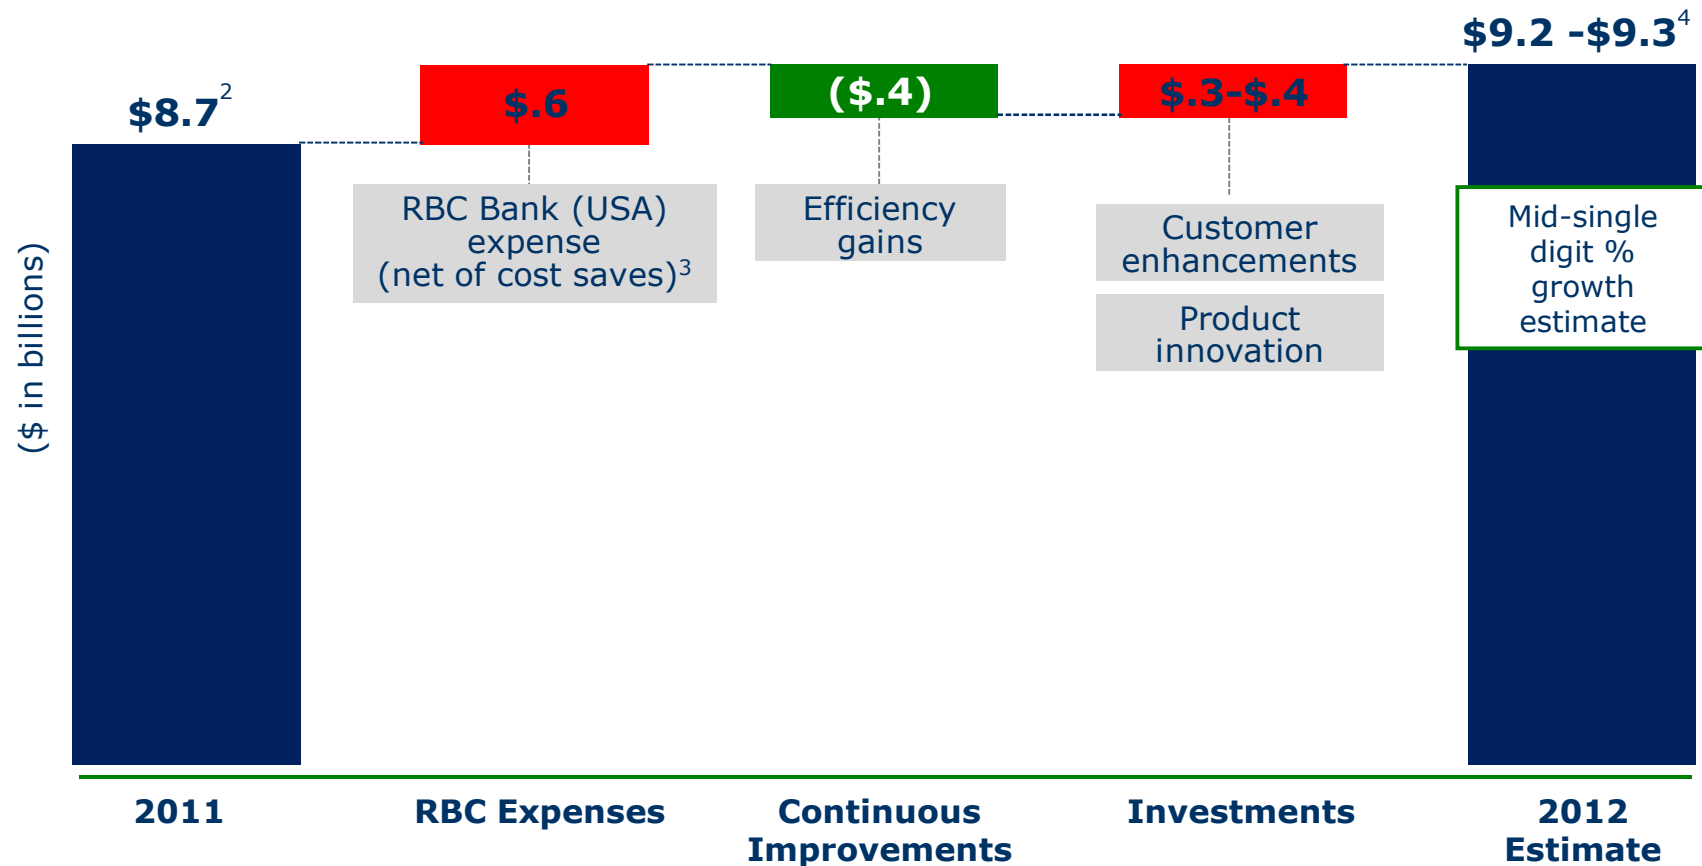 $9.2 -$9.3⁴
$8.7²
$.6
($.4)
$.3-$.4
RBC Bank (USA)
expense
(net of cost saves)³
Efficiency
gains
Customer
enhancements
Product
innovation
Mid-single
digit %
growth
estimate
($ in billions)
2011
RBC Expenses
Continuous
Improvements
Investments
2012
Estimate